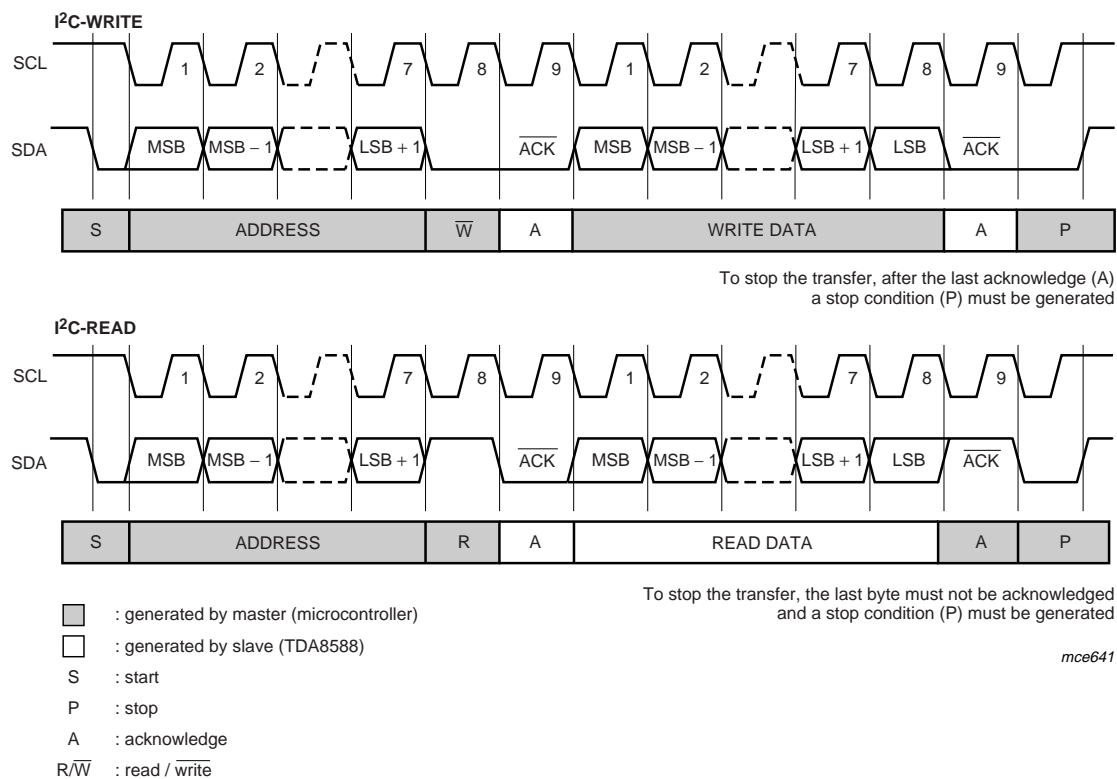 I²C-WRITE
SCL 1 2 7 8 9 1 2 7 8 9
SDA MSB MSB − 1 LSB + 1 A̅C̅K̅ MSB MSB − 1 LSB + 1 LSB A̅C̅K̅
S ADDRESS W̅ A WRITE DATA A P
To stop the transfer, after the last acknowledge (A)
a stop condition (P) must be generated
I²C-READ
SCL 1 2 7 8 9 1 2 7 8 9
SDA MSB MSB − 1 LSB + 1 A̅C̅K̅ MSB MSB − 1 LSB + 1 LSB A̅C̅K̅
S ADDRESS R A READ DATA A P
To stop the transfer, the last byte must not be acknowledged
and a stop condition (P) must be generated
: generated by master (microcontroller)
: generated by slave (TDA8588)
mce641
S : start
P : stop
A : acknowledge
R/W̅ : read / w̅r̅i̅t̅e̅